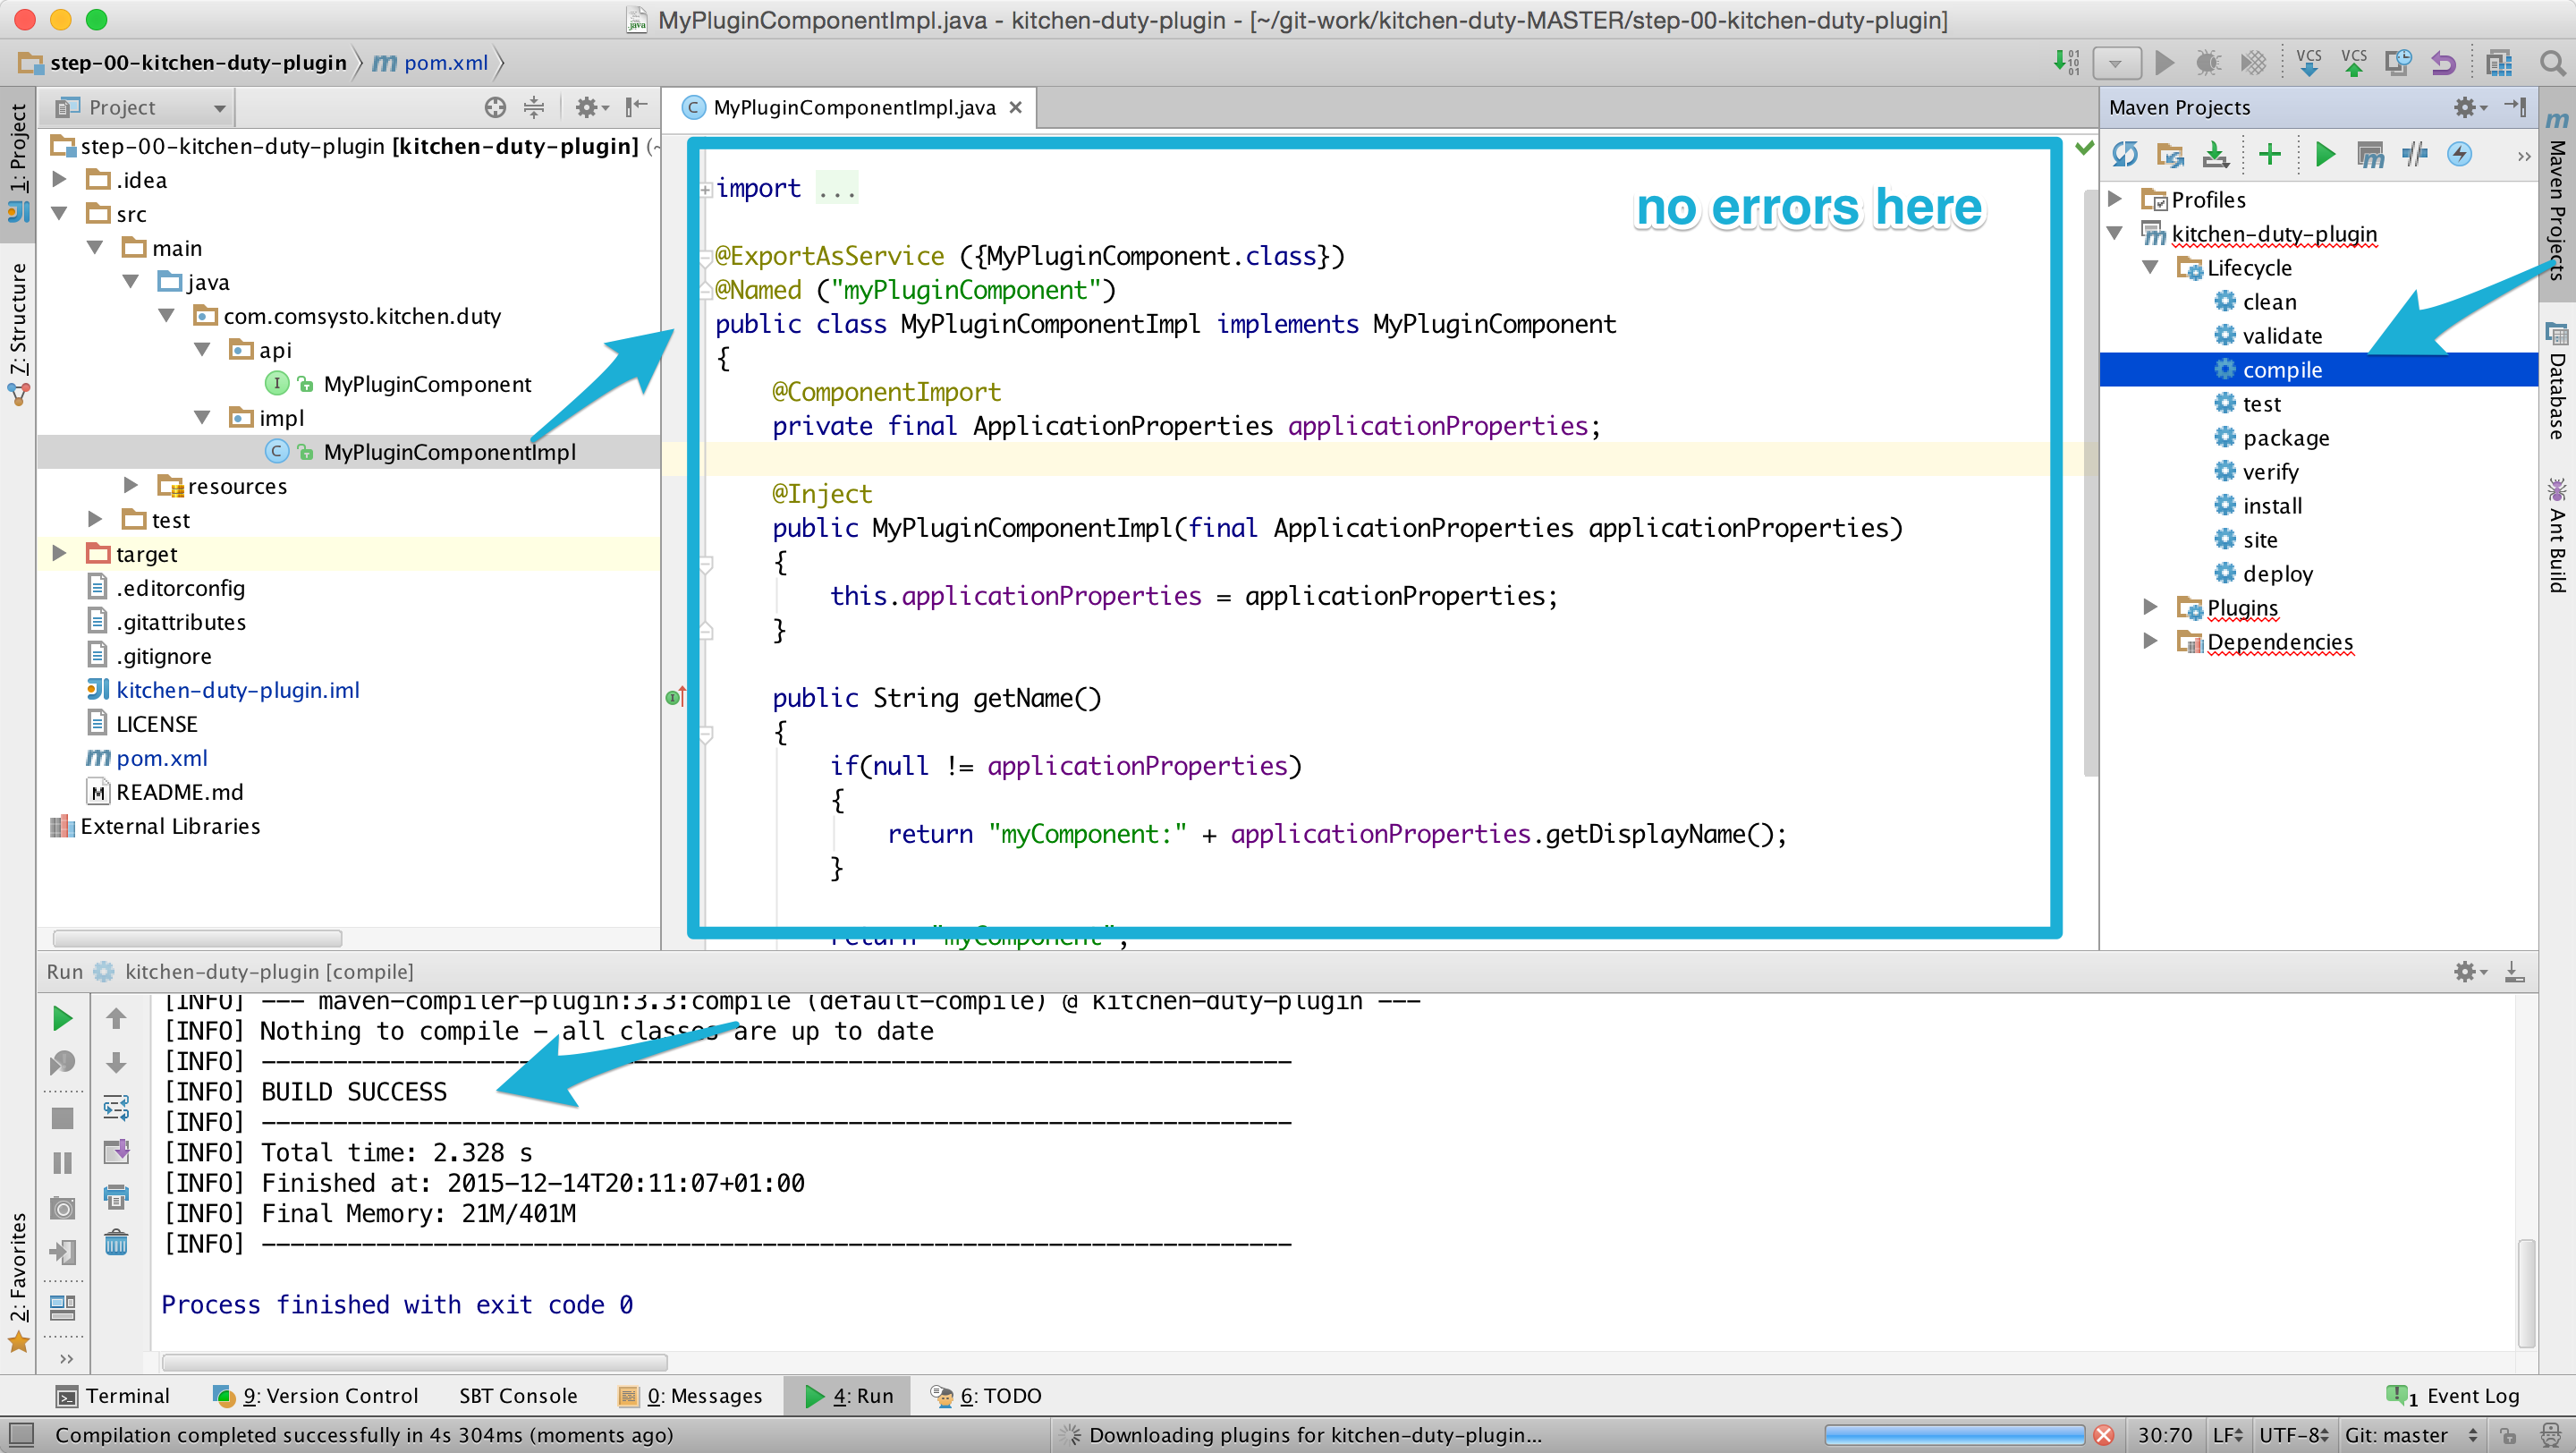 MyPluginComponentImpl.java - kitchen-duty-plugin - [~/git-work/kitchen-duty-MASTER/step-00-kitchen-duty-plugin]
step-00-kitchen-duty-plugin
m pom.xml
VCS
VCS
Project
MyPluginComponentImpl.java
Maven Projects
1: Project
7: Structure
2: Favorites
step-00-kitchen-duty-plugin [kitchen-duty-plugin] (~
.idea
src
main
java
com.comsysto.kitchen.duty
api
MyPluginComponent
impl
MyPluginComponentImpl
resources
test
target
.editorconfig
.gitattributes
.gitignore
kitchen-duty-plugin.iml
LICENSE
pom.xml
README.md
External Libraries
no errors here
import ...
@ExportAsService ({MyPluginComponent.class})
@Named ("myPluginComponent")
public class MyPluginComponentImpl implements MyPluginComponent
{
@ComponentImport
private final ApplicationProperties applicationProperties;
@Inject
public MyPluginComponentImpl(final ApplicationProperties applicationProperties)
{
this.applicationProperties = applicationProperties;
}
public String getName()
{
if(null != applicationProperties)
{
return "myComponent:" + applicationProperties.getDisplayName();
}
return "myComponent";
Profiles
kitchen-duty-plugin
Lifecycle
clean
validate
compile
test
package
verify
install
site
deploy
Plugins
Dependencies
Maven Projects
Database
Ant Build
Run kitchen-duty-plugin [compile]
[INFO] --- maven-compiler-plugin:3.3:compile (default-compile) @ kitchen-duty-plugin ---
[INFO] Nothing to compile - all classes are up to date
[INFO] ------------------------------------------------------------------------
[INFO] BUILD SUCCESS
[INFO] ------------------------------------------------------------------------
[INFO] Total time: 2.328 s
[INFO] Finished at: 2015-12-14T20:11:07+01:00
[INFO] Final Memory: 21M/401M
[INFO] ------------------------------------------------------------------------
Process finished with exit code 0
Terminal
9: Version Control
SBT Console
0: Messages
4: Run
6: TODO
1 Event Log
Compilation completed successfully in 4s 304ms (moments ago)
Downloading plugins for kitchen-duty-plugin...
30:70
LF
UTF-8
Git: master